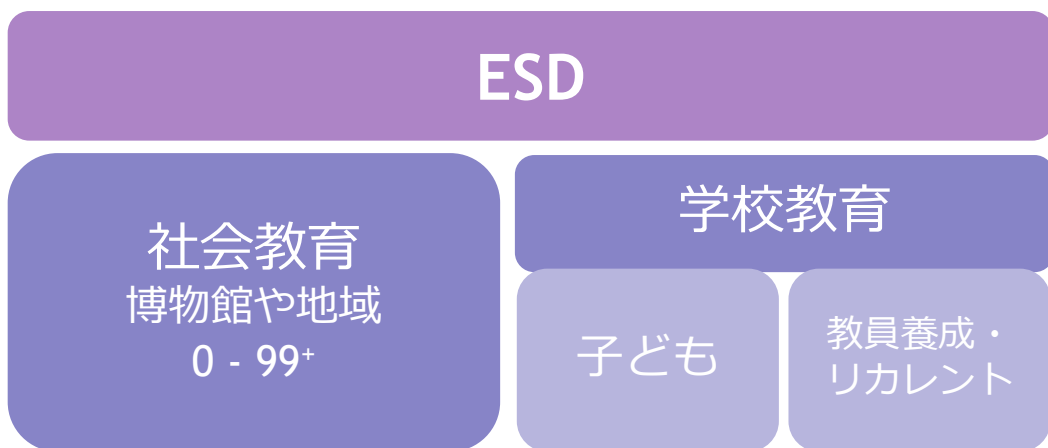 ESD
社会教育
博物館や地域
0 - 99+
学校教育
子ども
教員養成・
リカレント